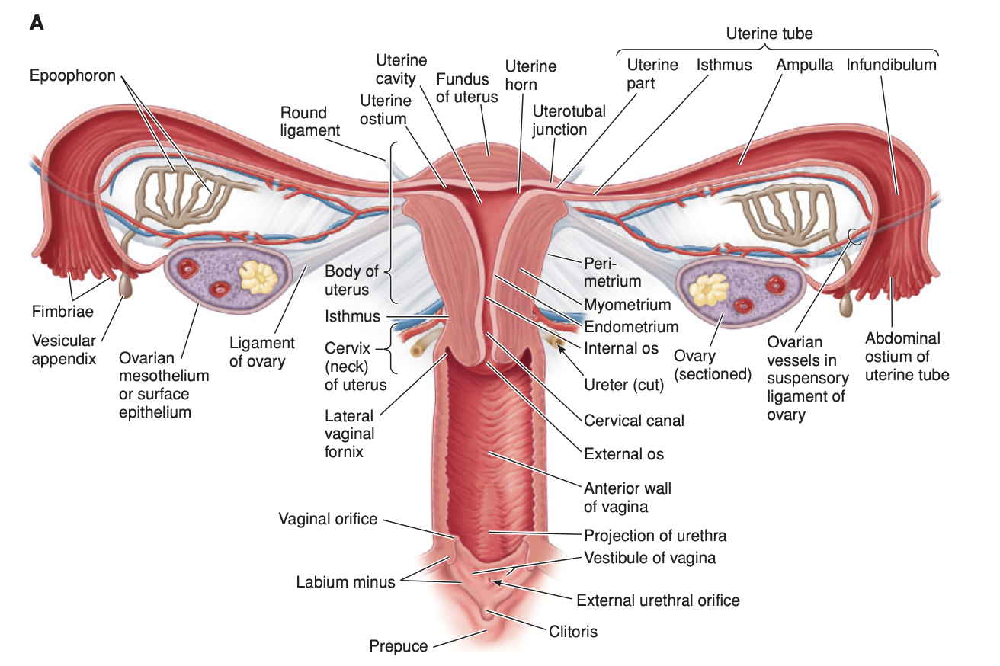 A
Uterine tube
Epoophoron
Uterine
cavity
Fundus
of uterus
Uterine
horn
Uterine
part
Isthmus
Ampulla
Infundibulum
Round
ligament
Uterine
ostium
Uterotubal
junction
Body of
uterus
Peri-
metrium
Fimbriae
Isthmus
Myometrium
Endometrium
Internal os
Vesicular
appendix
Ovarian
mesothelium
or surface
epithelium
Ligament
of ovary
Cervix
(neck)
of uterus
Ureter (cut)
Ovary
(sectioned)
Ovarian
vessels in
suspensory
ligament of
ovary
Abdominal
ostium of
uterine tube
Lateral
vaginal
fornix
Cervical canal
External os
Anterior wall
of vagina
Vaginal orifice
Projection of urethra
Vestibule of vagina
Labium minus
External urethral orifice
Clitoris
Prepuce